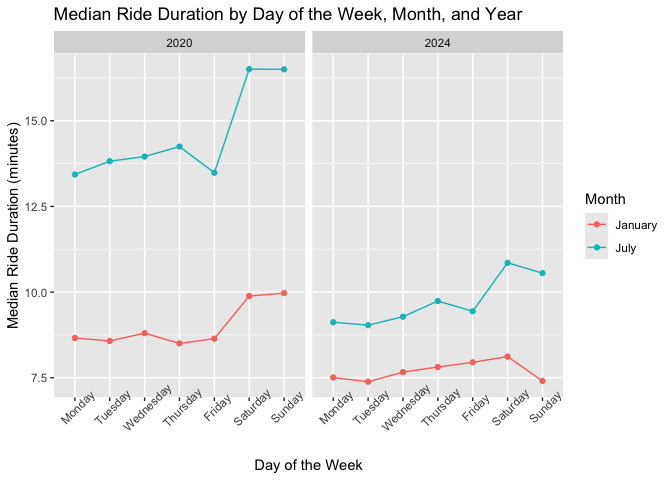 Median Ride Duration by Day of the Week, Month, and Year
2020
2024
15.0
12.5
10.0
7.5
Median Ride Duration (minutes)
Monday
Tuesday
Wednesday
Thursday
Friday
Saturday
Sunday
Monday
Tuesday
Wednesday
Thursday
Friday
Saturday
Sunday
Day of the Week
Month
January
July